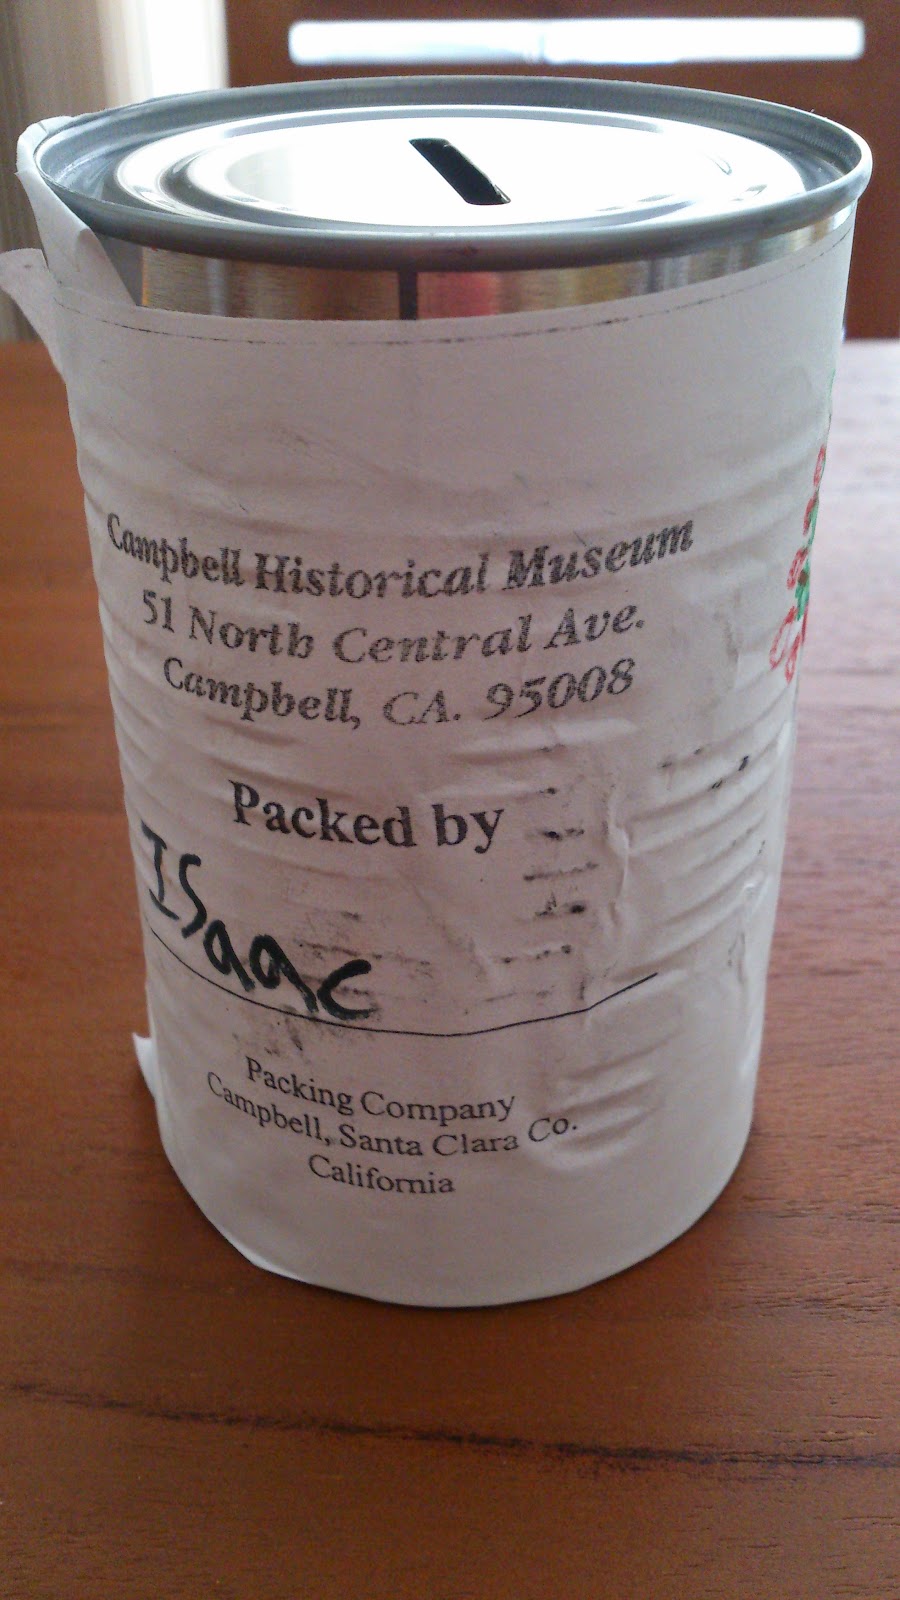 Campbell Historical Museum
51 North Central Ave.
Campbell, CA. 95008
Packed by
ISaac
Packing Company
Campbell, Santa Clara Co.
California